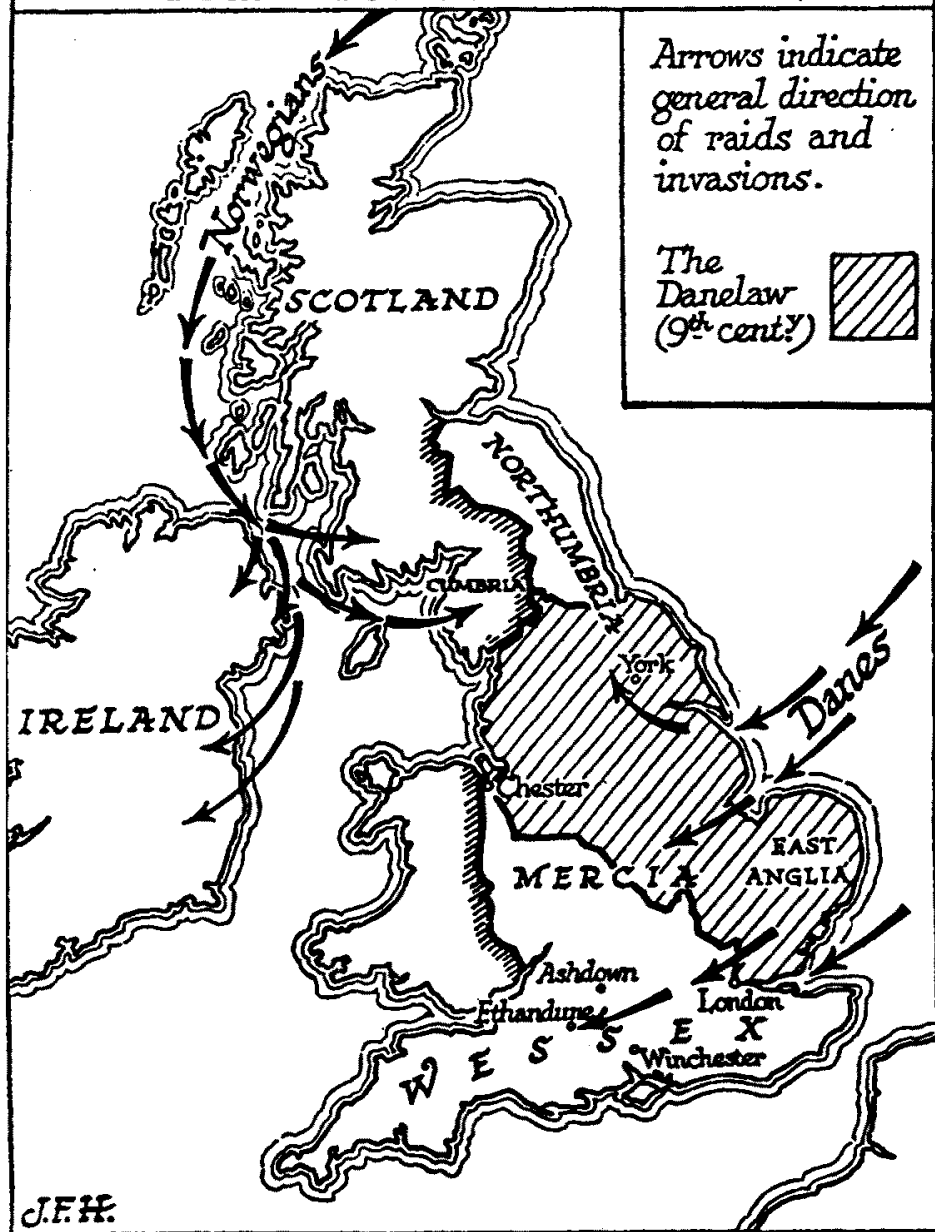 Arrows indicate
general direction
of raids and
invasions.
The
Danelaw
(9th centy)
Norwegians
SCOTLAND
NORTHUMBRIA
CUMBRIA
Danes
York
IRELAND
Chester
EAST
ANGLIA
MERCIA
Ashdown
London
Ethandune
WESSEX
Winchester
J.F.H.